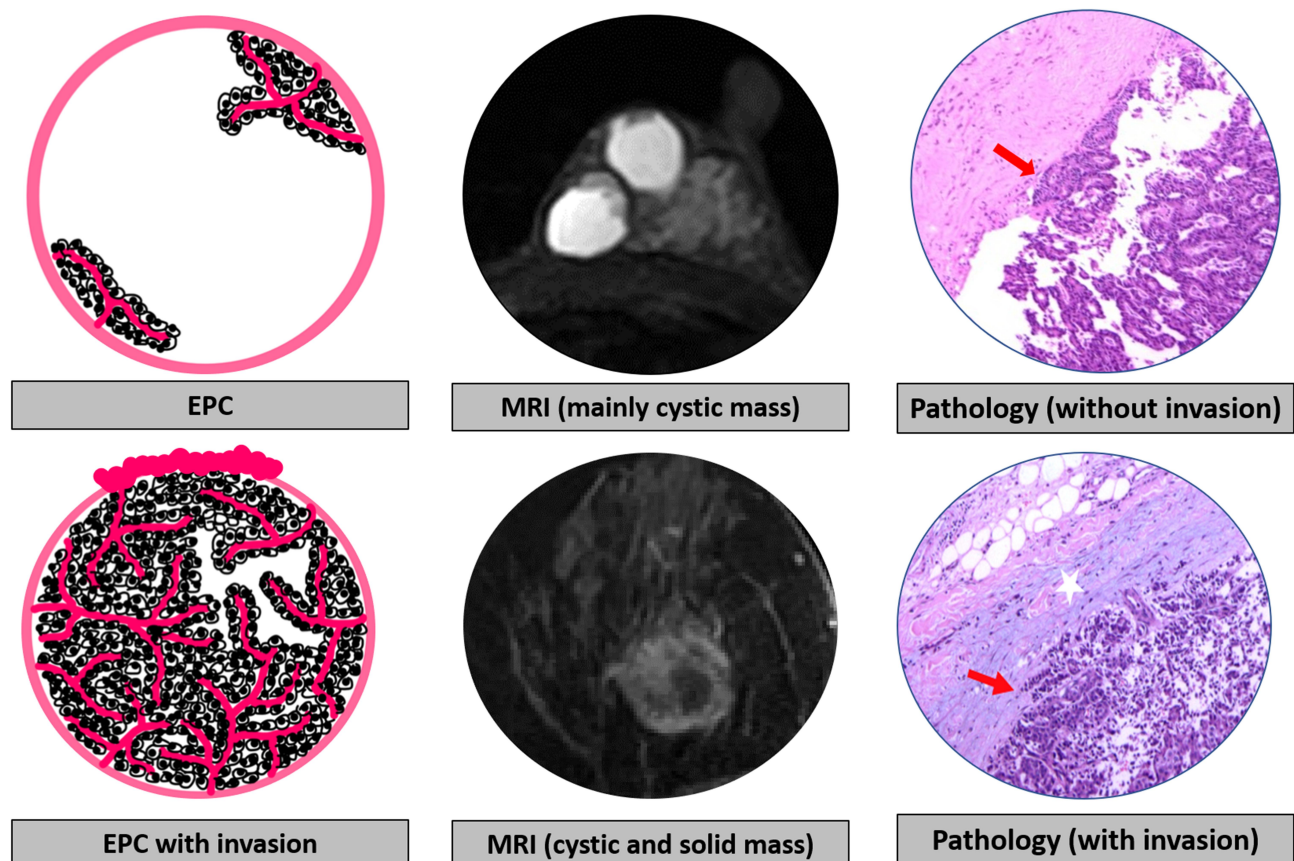 EPC
MRI (mainly cystic mass)
Pathology (without invasion)
EPC with invasion
MRI (cystic and solid mass)
Pathology (with invasion)